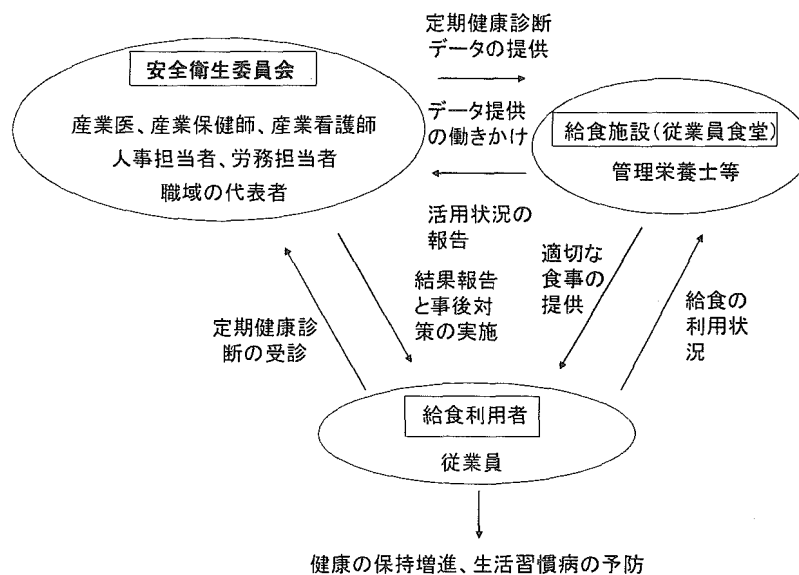 定期健康診断
データの提供
安全衛生委員会
産業医、産業保健師、産業看護師
人事担当者、労務担当者
職域の代表者
データ提供
の働きかけ
給食施設(従業員食堂)
管理栄養士等
活用状況の
報告
適切な
食事の
提供
給食の
利用状
況
結果報告
と事後対
策の実施
定期健康診
断の受診
給食利用者
従業員
健康の保持増進、生活習慣病の予防